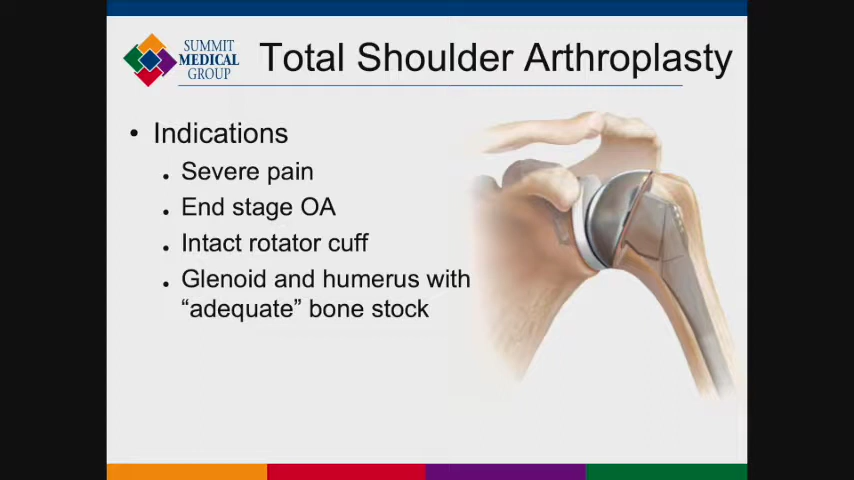 SUMMIT
MEDICAL
GROUP
Total Shoulder Arthroplasty
• Indications
• Severe pain
• End stage OA
• Intact rotator cuff
• Glenoid and humerus with
“adequate” bone stock